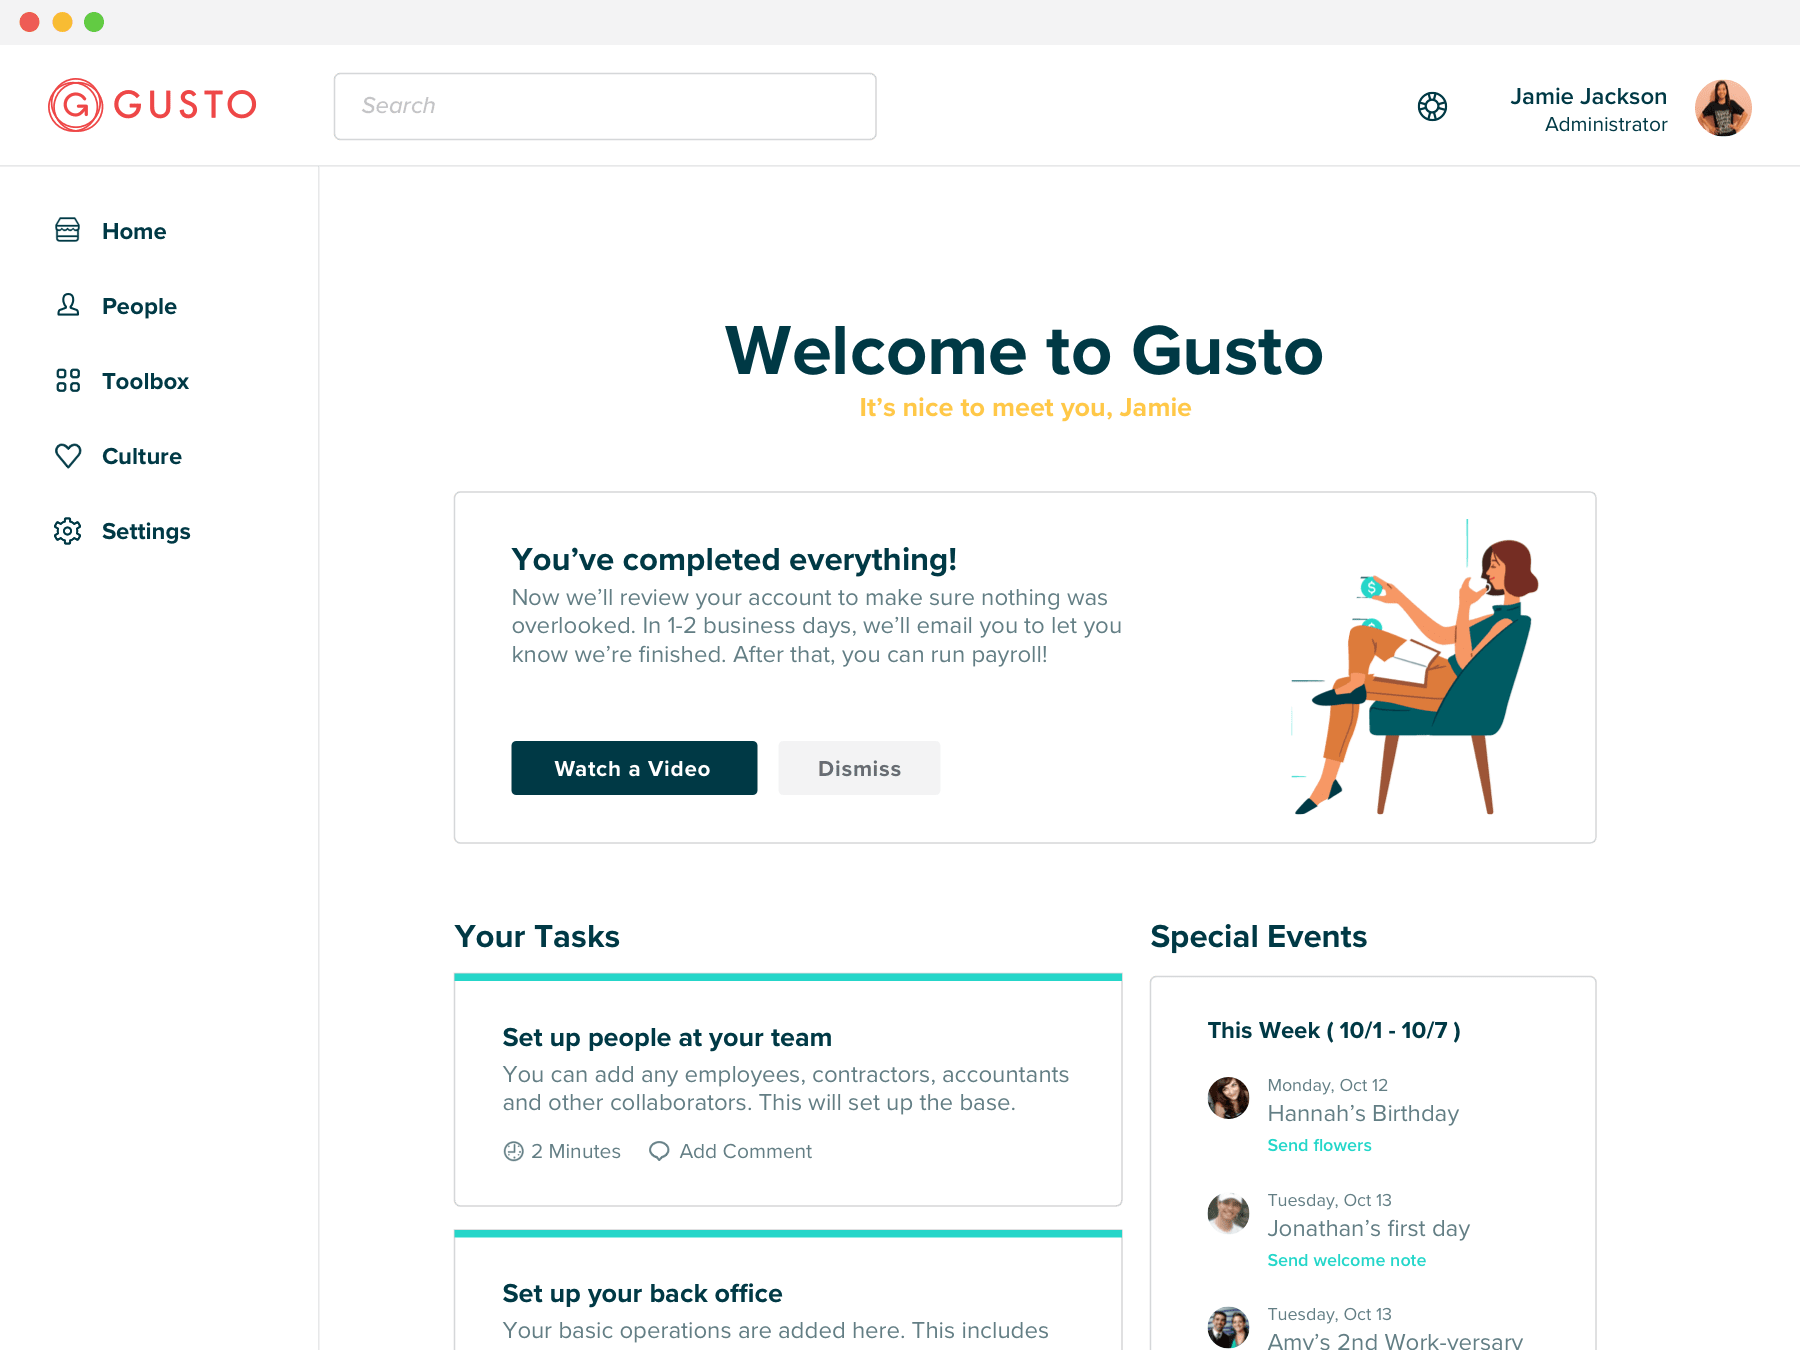 GUSTO
Search
Jamie Jackson
Administrator
Home
People
Toolbox
Culture
Settings
Welcome to Gusto
It’s nice to meet you, Jamie
You’ve completed everything!
Now we’ll review your account to make sure nothing was
overlooked. In 1-2 business days, we’ll email you to let you
know we’re finished. After that, you can run payroll!
Watch a Video
Dismiss
Your Tasks
Set up people at your team
You can add any employees, contractors, accountants
and other collaborators. This will set up the base.
2 Minutes
Add Comment
Set up your back office
Your basic operations are added here. This includes
Special Events
This Week ( 10/1 - 10/7 )
Monday, Oct 12
Hannah’s Birthday
Send flowers
Tuesday, Oct 13
Jonathan’s first day
Send welcome note
Tuesday, Oct 13
Amy’s 2nd Work-versary